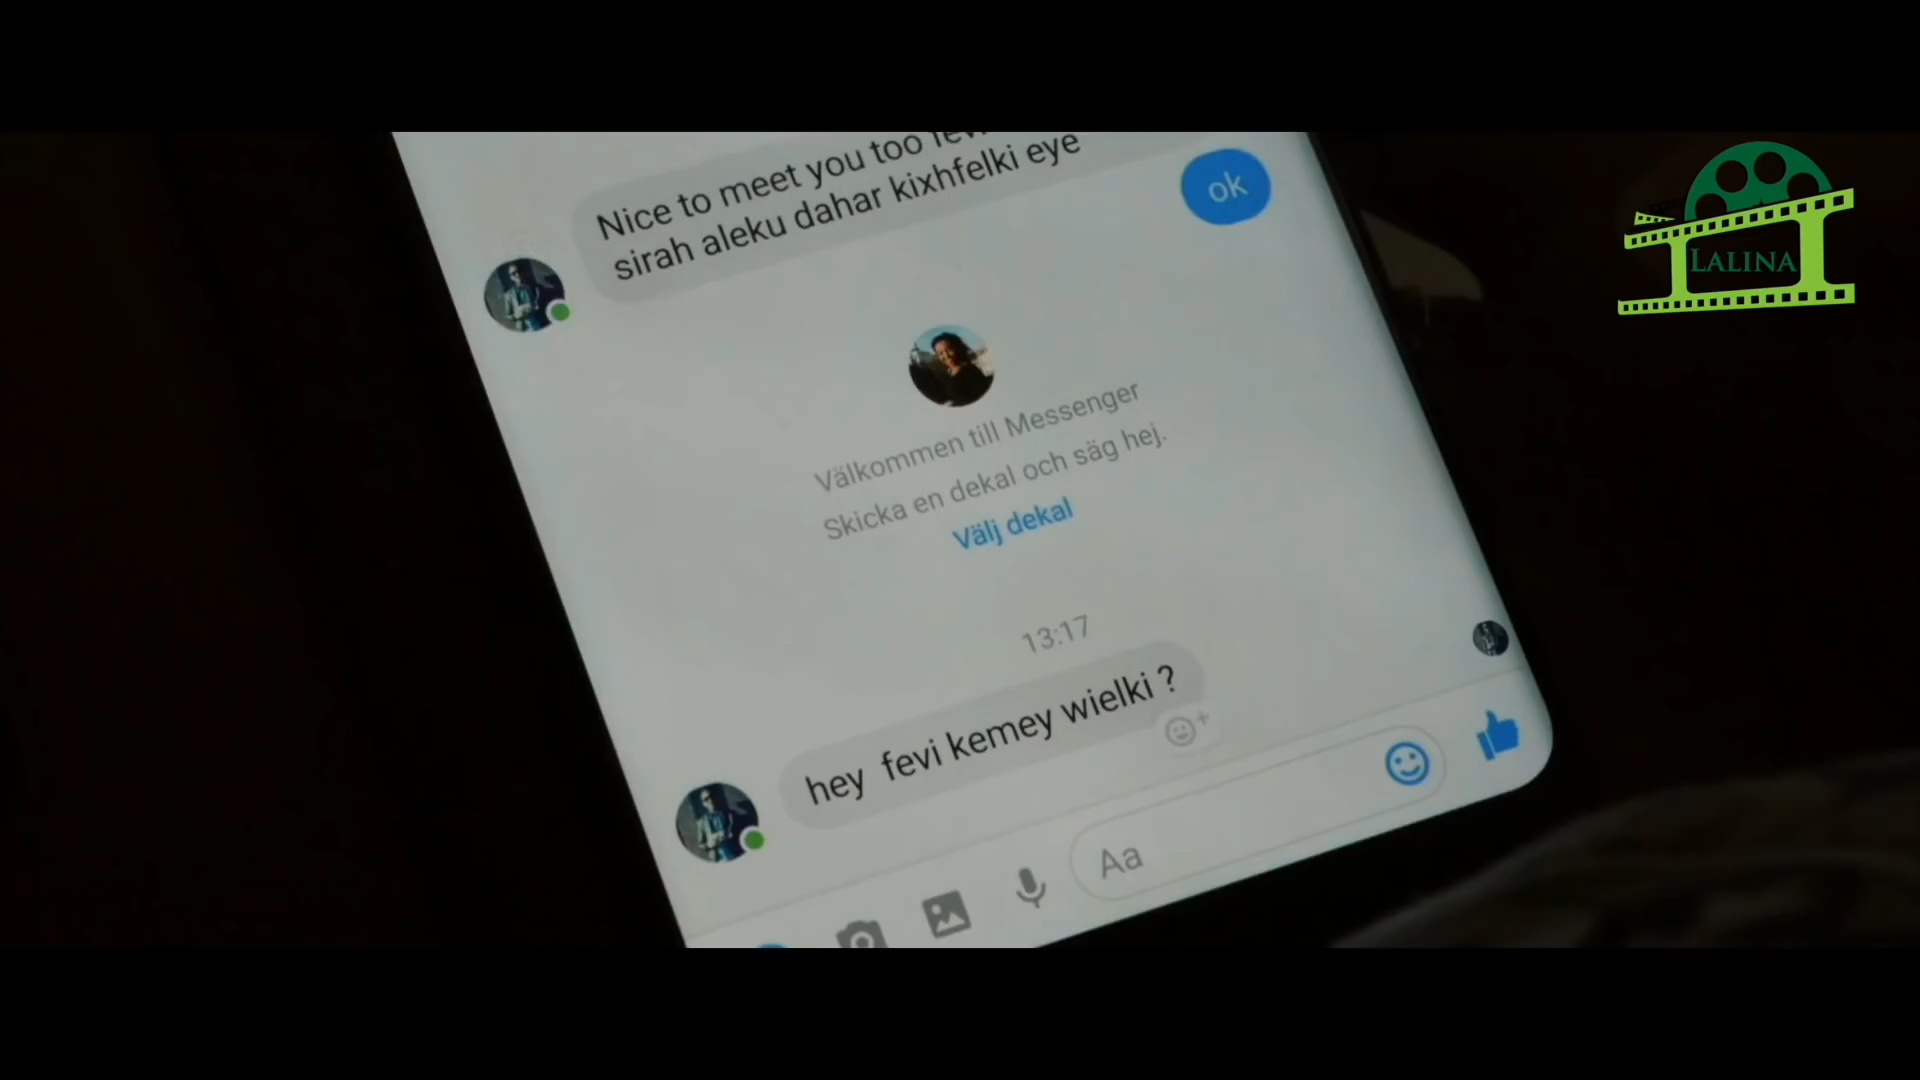 Nice to meet you too
sirah aleku dahar kixhfelki eye
ok
LALINA
Välkommen till Messenger
Skicka en dekal och säg hej.
Välj dekal
13:17
hey fevi kemey wielki ?
Aa